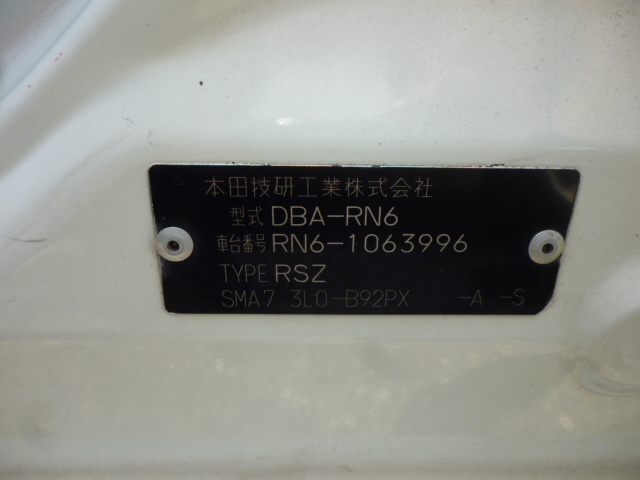 本田技研工業株式会社
型式 DBA-RN6
車台番号 RN6-1063996
TYPE RSZ
SMA7 3L0-B92PX -A -S